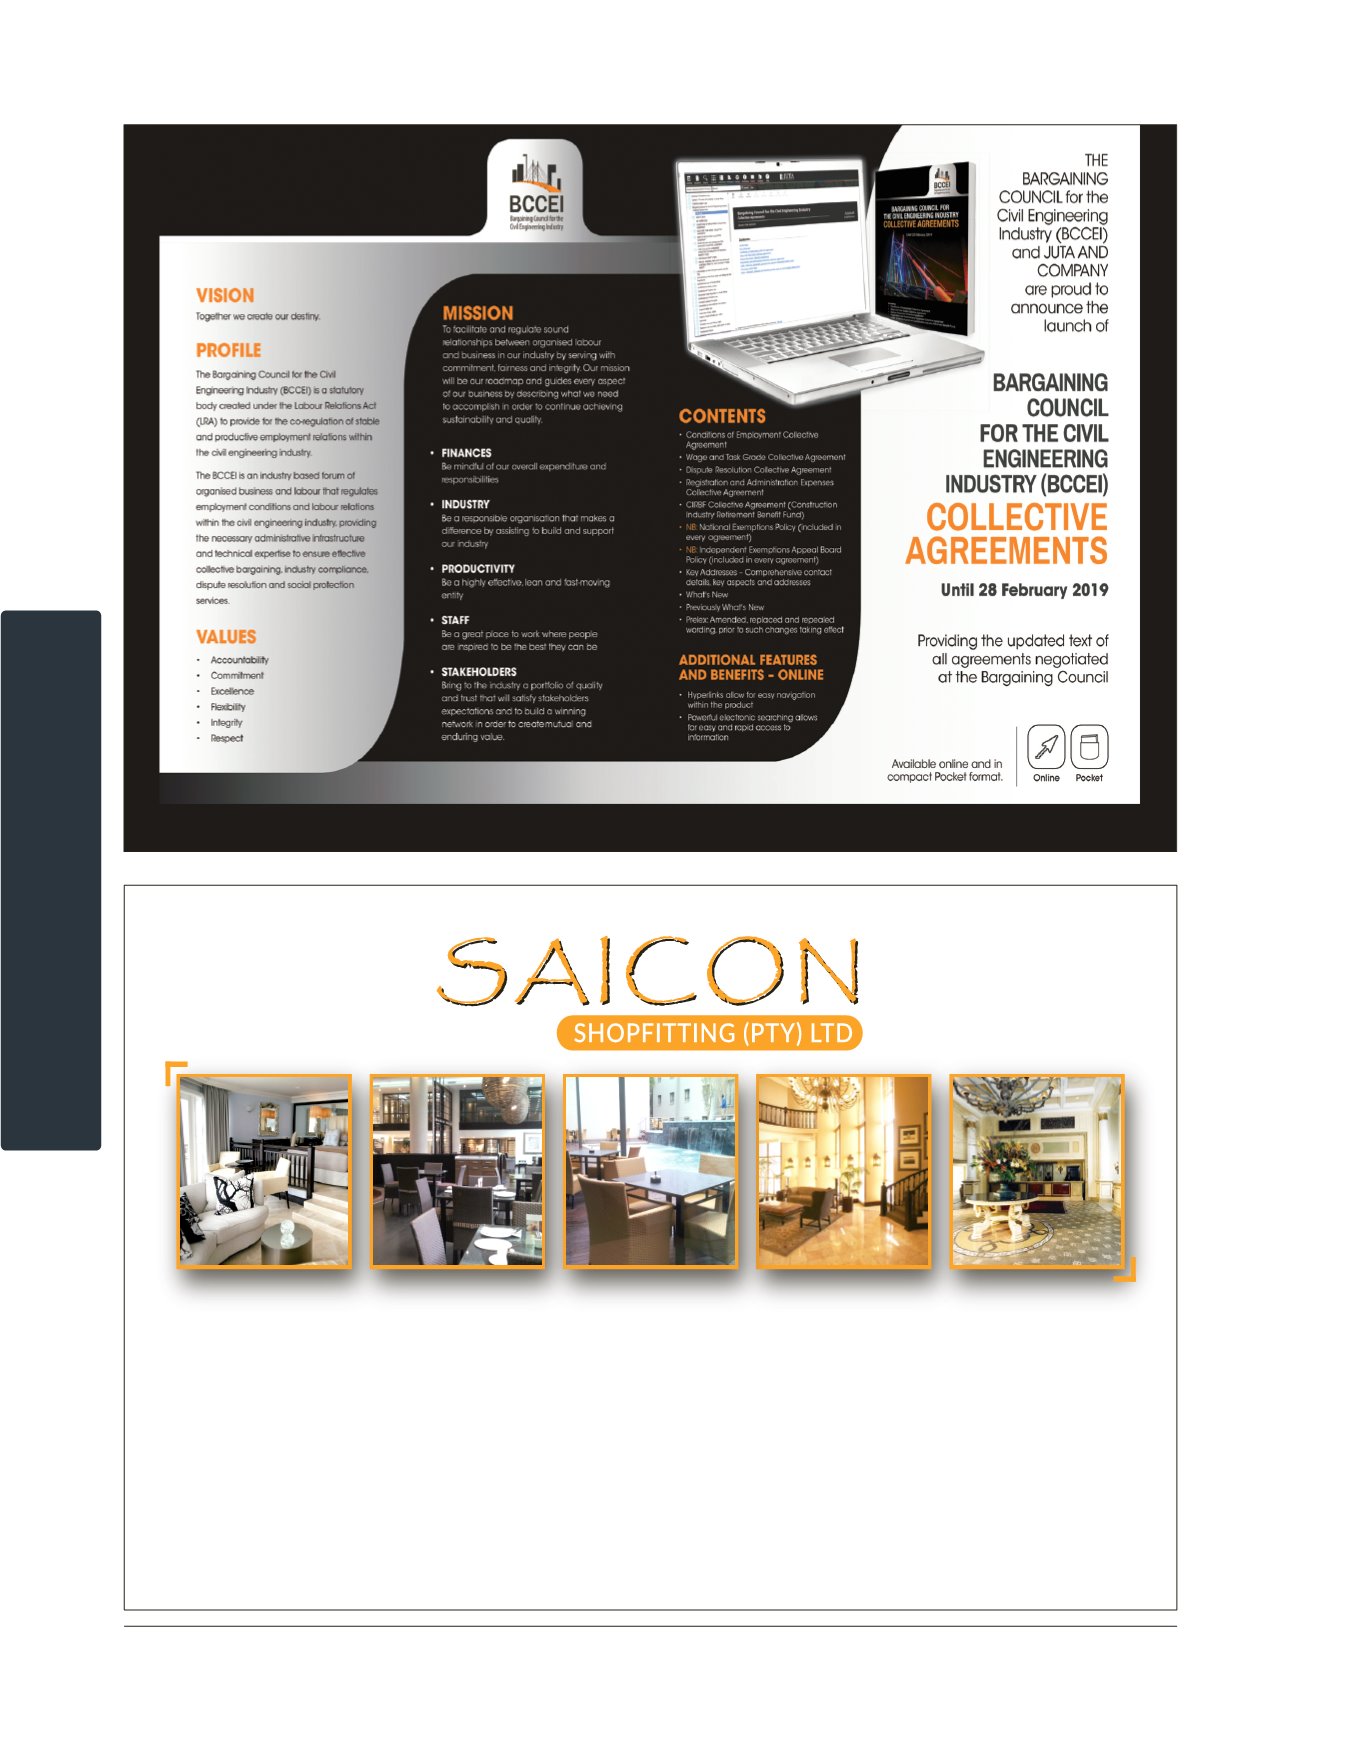 BCCEI
Bargaining Council for the
Civil Engineering Industry
VISION
Together we create our destiny.
PROFILE
The Bargaining Council for the Civil
Engineering Industry (BCCEI) is a statutory
body created under the Labour Relations Act
(LRA) to provide for the co-regulation of stable
and productive employment relations within
the civil engineering industry.
The BCCEI is an industry based forum of
organised business and labour that regulates
employment conditions and labour relations
within the civil engineering industry, providing
the necessary administrative infrastructure
and technical expertise to ensure effective
collective bargaining, industry compliance,
dispute resolution and social protection
services.
VALUES
• Accountability
• Commitment
• Excellence
• Flexibility
• Integrity
• Respect
MISSION
To facilitate and regulate sound
relationships between organised labour
and business in our industry by serving with
commitment, fairness and integrity. Our mission
will be our roadmap and guides every aspect
of our business by describing what we need
to accomplish in order to continue achieving
sustainability and quality.
• FINANCES
Be mindful of our overall expenditure and
responsibilities
• INDUSTRY
Be a responsible organisation that makes a
difference by assisting to build and support
our industry
• PRODUCTIVITY
Be a highly effective, lean and fast-moving
entity
• STAFF
Be a great place to work where people
are inspired to be the best they can be
• STAKEHOLDERS
Bring to the industry a portfolio of quality
and trust that will satisfy stakeholders
expectations and to build a winning
network in order to create mutual and
enduring value.
JUTA
Bargaining Council for the Civil Engineering Industry
BCCEI
BARGAINING COUNCIL FOR
THE CIVIL ENGINEERING INDUSTRY
COLLECTIVE AGREEMENTS
CONTENTS
• Conditions of Employment Collective
Agreement
• Wage and Task Grade Collective Agreement
• Dispute Resolution Collective Agreement
• Registration and Administration Expenses
Collective Agreement
• CIRBF Collective Agreement (Construction
Industry Retirement Benefit Fund)
• NB: National Exemptions Policy (included in
every agreement)
• NB: Independent Exemptions Appeal Board
Policy (included in every agreement)
• Key Addresses – Comprehensive contact
details, key aspects and addresses
• What's New
• Previously What's New
• Prelex: Amended, replaced and repealed
wording, prior to such changes taking effect
ADDITIONAL FEATURES
AND BENEFITS – ONLINE
• Hyperlinks allow for easy navigation
within the product
• Powerful electronic searching allows
for easy and rapid access to
information
THE
BARGAINING
COUNCIL for the
Civil Engineering
Industry (BCCEI)
and JUTA AND
COMPANY
are proud to
announce the
launch of
BARGAINING
COUNCIL
FOR THE CIVIL
ENGINEERING
INDUSTRY (BCCEI)
COLLECTIVE
AGREEMENTS
Until 28 February 2019
Providing the updated text of
all agreements negotiated
at the Bargaining Council
Available online and in
compact Pocket format.
Online
Pocket
SAICON
SHOPFITTING (PTY) LTD